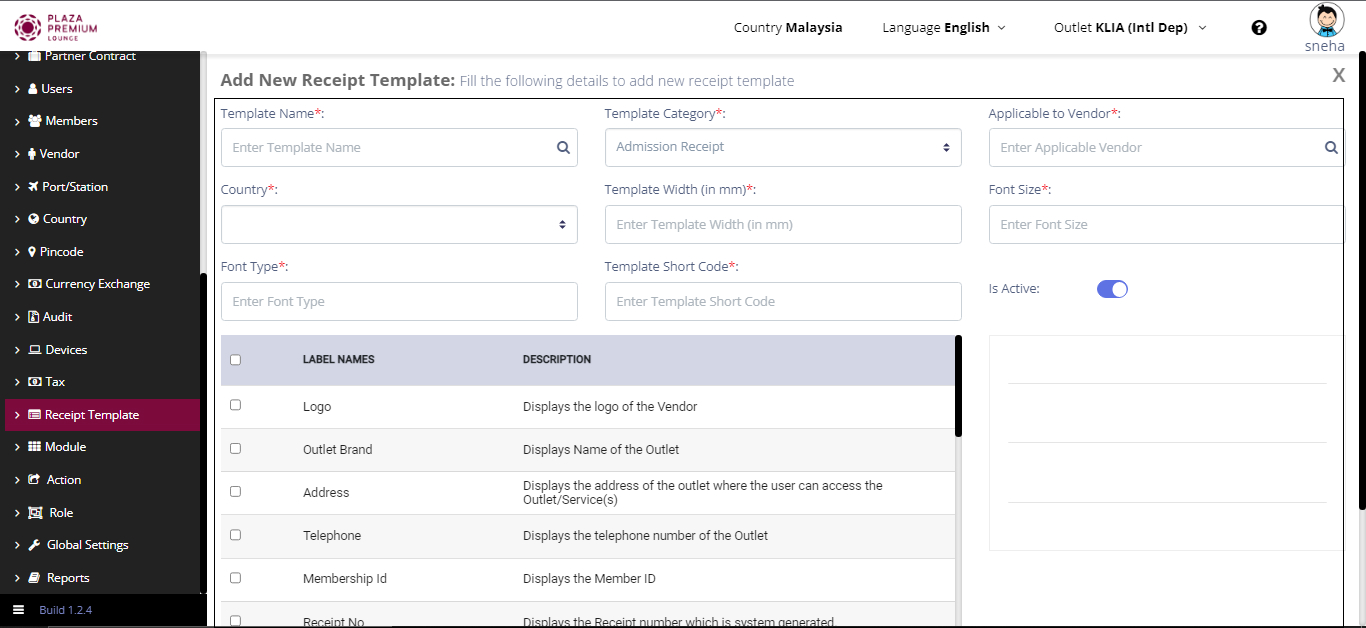 PLAZA
PREMIUM
LOUNGE
Country Malaysia
Language English
Outlet KLIA (Intl Dep)
sneha
Partner Contract
Users
Members
Vendor
Port/Station
Country
Pincode
Currency Exchange
Audit
Devices
Tax
Receipt Template
Module
Action
Role
Global Settings
Reports
Build 1.2.4
Add New Receipt Template: Fill the following details to add new receipt template
X
Template Name*:
Template Category*:
Applicable to Vendor*:
Enter Template Name
Admission Receipt
Enter Applicable Vendor
Country*:
Template Width (in mm)*:
Font Size*:
Enter Template Width (in mm)
Enter Font Size
Font Type*:
Template Short Code*:
Is Active:
Enter Font Type
Enter Template Short Code
LABEL NAMES
DESCRIPTION
Logo
Displays the logo of the Vendor
Outlet Brand
Displays Name of the Outlet
Address
Displays the address of the outlet where the user can access the
Outlet/Service(s)
Telephone
Displays the telephone number of the Outlet
Membership Id
Displays the Member ID
Receipt No
Displays the Receipt number which is system generated.